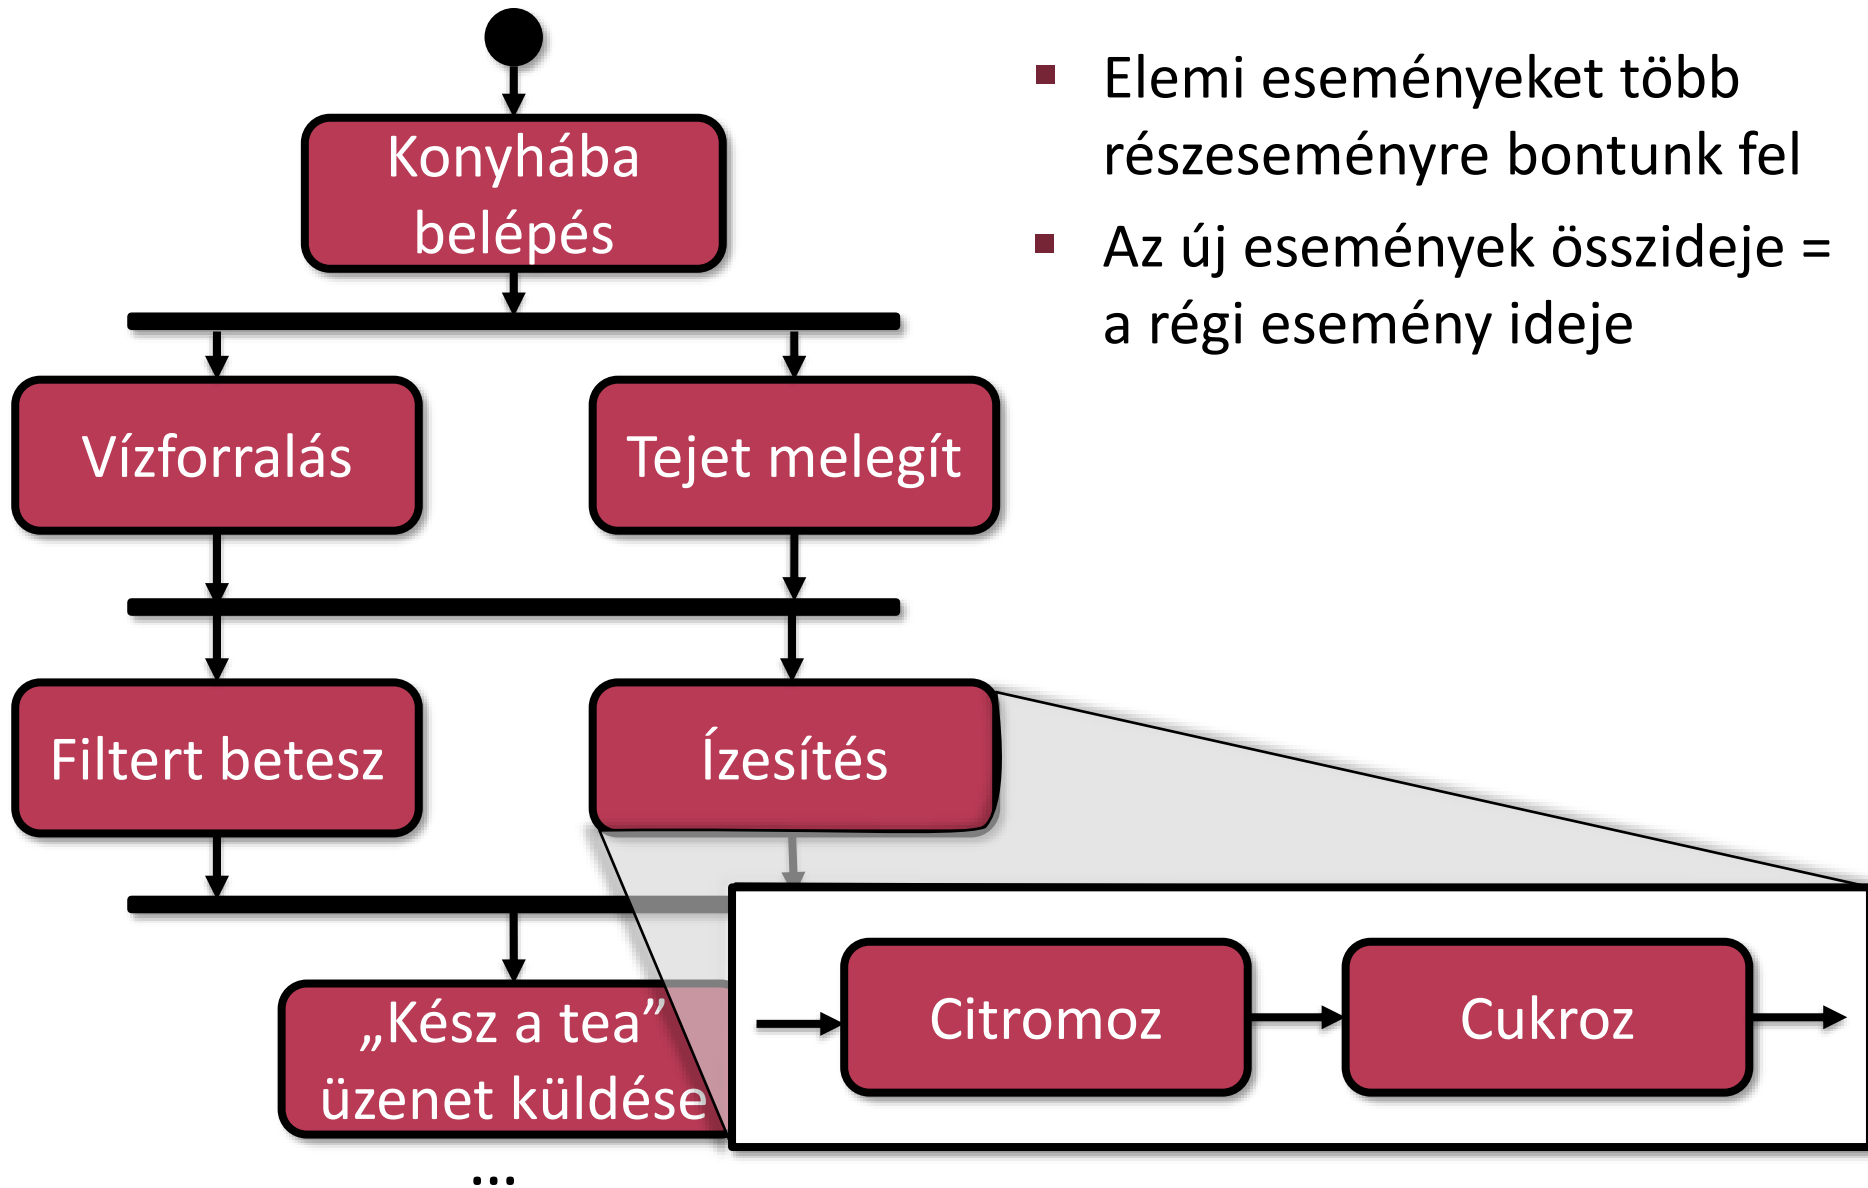 Konyhába
belépés
Vízforralás
Tejet melegít
Filtert betesz
Ízesítés
„Kész a tea”
üzenet küldése
...
Citromoz
Cukroz
▪ Elemi eseményeket több
részeseményre bontunk fel
▪ Az új események összideje =
a régi esemény ideje